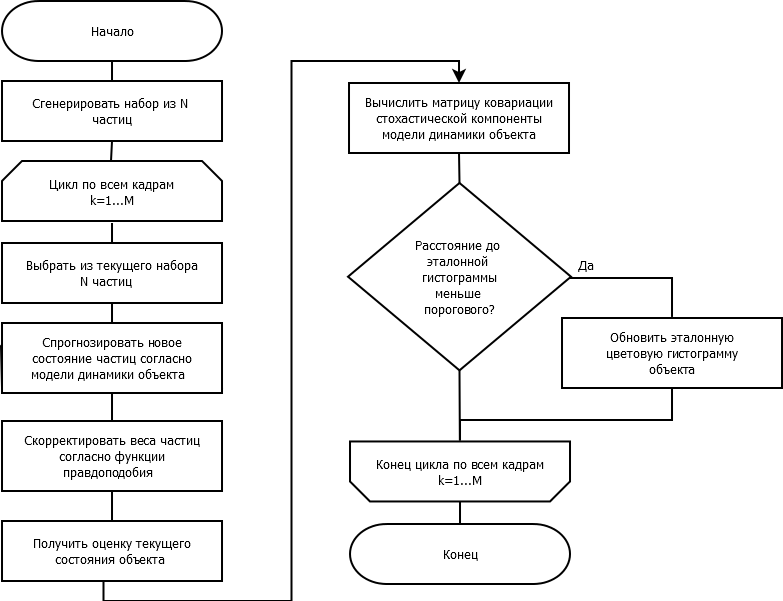 Начало
Сгенерировать набор из N
частиц
Цикл по всем кадрам
k=1...M
Выбрать из текущего набора
N частиц
Спрогнозировать новое
состояние частиц согласно
модели динамики объекта
Скорректировать веса частиц
согласно функции
правдоподобия
Получить оценку текущего
состояния объекта
Вычислить матрицу ковариации
стохастической компоненты
модели динамики объекта
Расстояние до
эталонной
гистограммы
меньше
порогового?
Да
Обновить эталонную
цветовую гистограмму
объекта
Конец цикла по всем кадрам
k=1...M
Конец